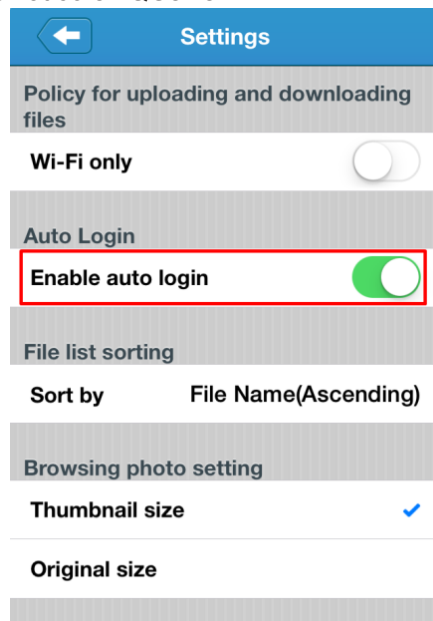 Settings
Policy for uploading and downloading
files
Wi-Fi only
Auto Login
Enable auto login
File list sorting
Sort by File Name(Ascending)
Browsing photo setting
Thumbnail size
Original size